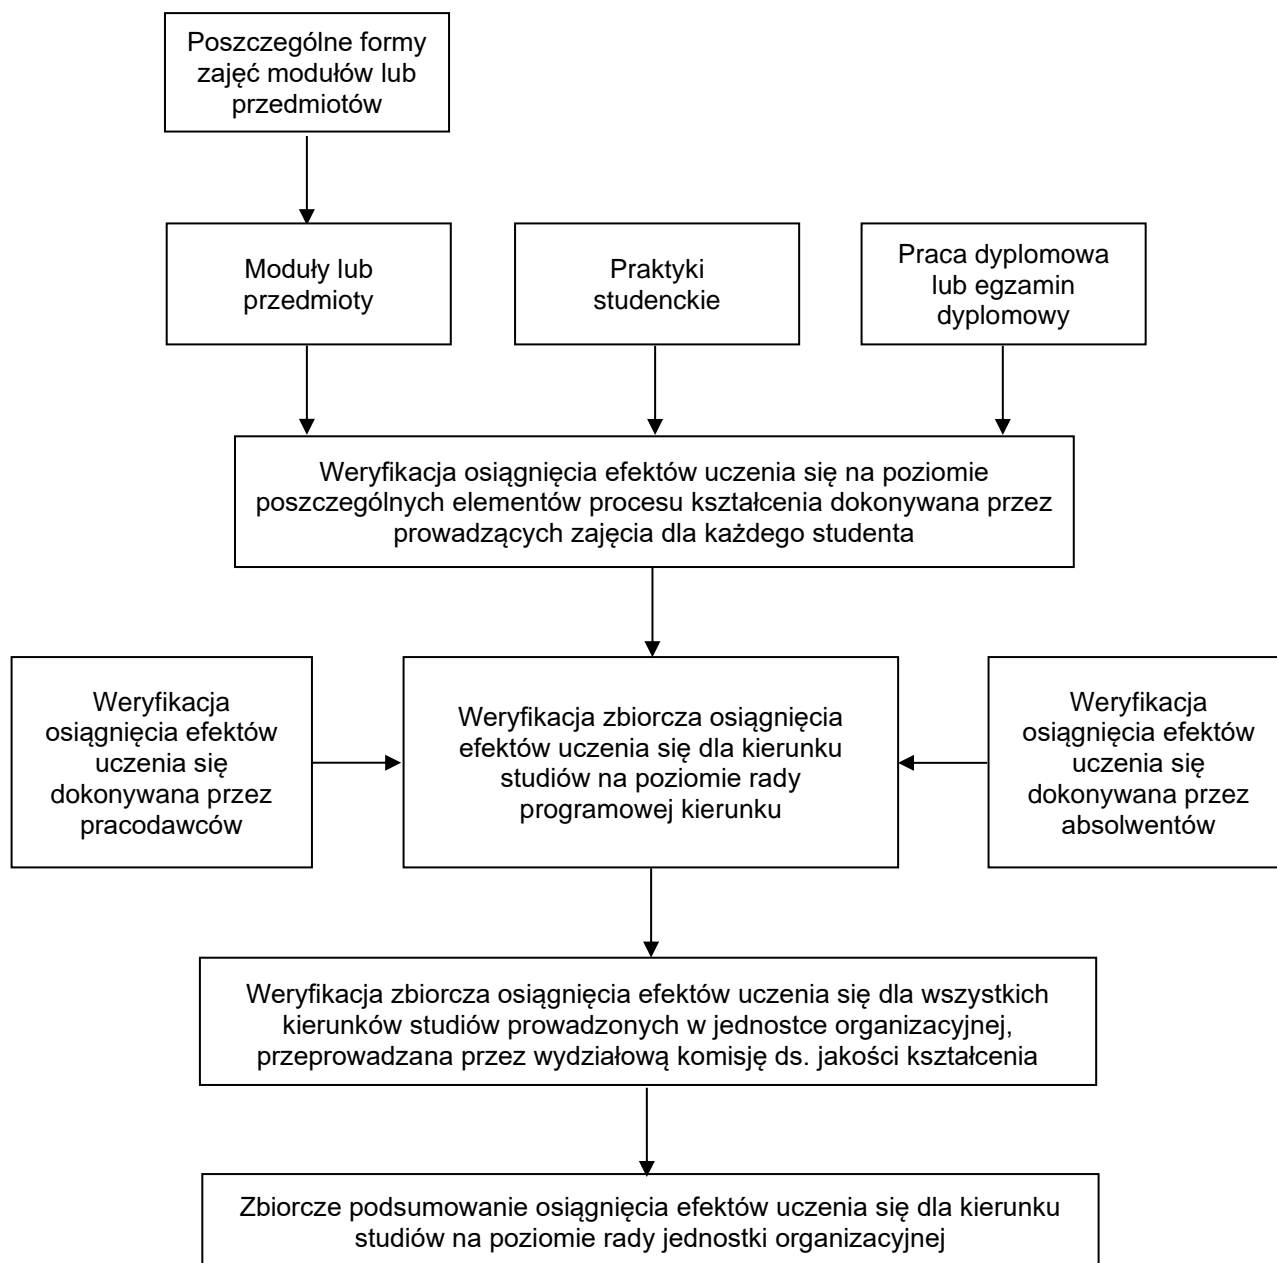 Poszczególne formy
zajęć modułów lub
przedmiotów
Moduły lub
przedmioty
Praktyki
studenckie
Praca dyplomowa
lub egzamin
dyplomowy
Weryfikacja osiągnięcia efektów uczenia się na poziomie
poszczególnych elementów procesu kształcenia dokonywana przez
prowadzących zajęcia dla każdego studenta
Weryfikacja
osiągnięcia efektów
uczenia się
dokonywana przez
pracodawców
Weryfikacja zbiorcza osiągnięcia
efektów uczenia się dla kierunku
studiów na poziomie rady
programowej kierunku
Weryfikacja
osiągnięcia efektów
uczenia się
dokonywana przez
absolwentów
Weryfikacja zbiorcza osiągnięcia efektów uczenia się dla wszystkich
kierunków studiów prowadzonych w jednostce organizacyjnej,
przeprowadzana przez wydziałową komisję ds. jakości kształcenia
Zbiorcze podsumowanie osiągnięcia efektów uczenia się dla kierunku
studiów na poziomie rady jednostki organizacyjnej